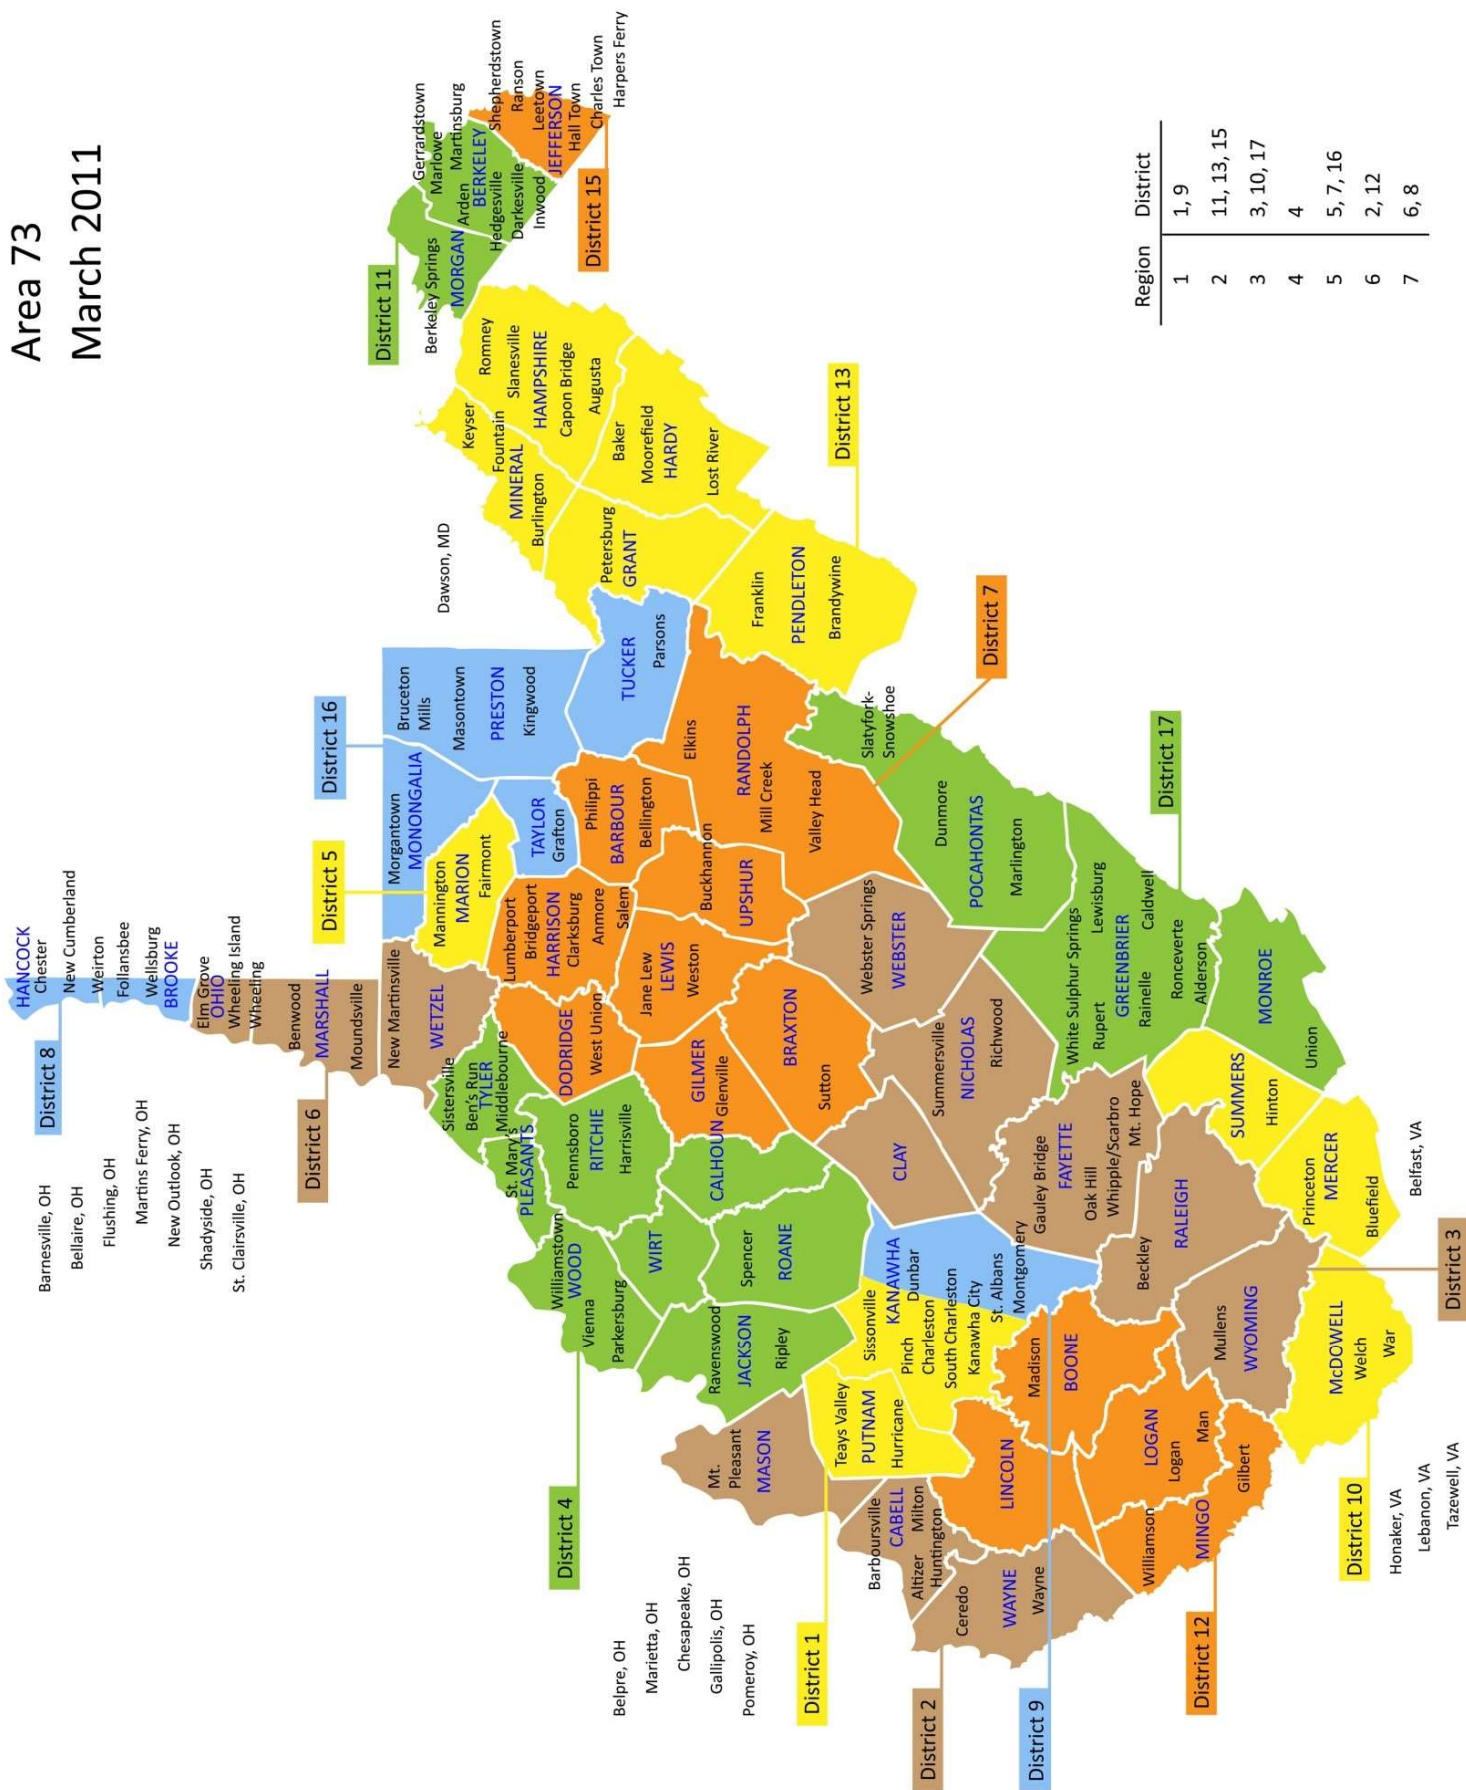 Area 73
March 2011
HANCOCK
Chester
New Cumberland
Weirton
Follansbee
Wellsburg
BROOKE
District 8
Elm Grove
OHIO
Wheeling Island
Wheeling
Benwood
MARSHALL
Moundsville
District 6
Barnesville, OH
Bellaire, OH
Flushing, OH
Martins Ferry, OH
New Outlook, OH
Shadyside, OH
St. Clairsville, OH
New Martinsville
WETZEL
District 5
Mannington
MARION
Fairmont
District 16
Morgantown
MONONGALIA
Bruceton
Mills
Masontown
PRESTON
Kingwood
TAYLOR
Grafton
TUCKER
Parsons
Dawson, MD
District 11
Berkeley Springs
MORGAN
Gerrardstown
Marlowe
Martinsburg
Arden
BERKELEY
Hedgesville
Darkesville
Inwood
Shepherdstown
Ranson
Leetown
JEFFERSON
Hall Town
Charles Town
Harpers Ferry
District 15
Keyser
Fountain
MINERAL
Burlington
Romney
Slanesville
HAMPSHIRE
Capon Bridge
Augusta
Baker
Moorefield
HARDY
Lost River
Petersburg
GRANT
Franklin
PENDLETON
Brandywine
District 13
Sistersville
Ben's Run
TYLER
Middlebourne
St. Mary's
PLEASANTS
Williamstown
WOOD
Vienna
Parkersburg
Pennsboro
RITCHIE
Harrisville
WIRT
CALHOUN
Spencer
ROANE
Ravenswood
JACKSON
Ripley
District 4
Lumberport
Bridgeport
HARRISON
Clarksburg
Anmore
Salem
DODRIDGE
West Union
Philippi
BARBOUR
Bellington
Jane Lew
LEWIS
Weston
Buckhannon
UPSHUR
Elkins
RANDOLPH
Mill Creek
Valley Head
GILMER
Glenville
BRAXTON
Sutton
District 7
Webster Springs
WEBSTER
Summersville
NICHOLAS
Richwood
CLAY
Gauley Bridge
FAYETTE
Oak Hill
Whipple/Scarbro
Mt. Hope
Beckley
RALEIGH
Mullens
WYOMING
District 3
Slatyfork-
Snowshoe
Dunmore
POCAHONTAS
Marlington
White Sulphur Springs
Rupert
Lewisburg
GREENBRIER
Rainelle
Caldwell
Ronceverte
Alderson
MONROE
Union
District 17
SUMMERS
Hinton
Princeton
MERCER
Bluefield
Belfast, VA
McDOWELL
Welch
War
District 10
Honaker, VA
Lebanon, VA
Tazewell, VA
Belpre, OH
Marietta, OH
Chesapeake, OH
Gallipolis, OH
Pomeroy, OH
Mt.
Pleasant
MASON
Teays Valley
PUTNAM
Hurricane
Sissonville
KANAWHA
Pinch
Dunbar
Charleston
South Charleston
Kanawha City
St. Albans
Montgomery
District 1
Barboursville
CABELL
Altizer
Milton
Huntington
Ceredo
WAYNE
Wayne
District 2
District 9
LINCOLN
Madison
BOONE
LOGAN
Logan
Man
Williamson
MINGO
Gilbert
District 12
Region District
1 1, 9
2 11, 13, 15
3 3, 10, 17
4 4
5 5, 7, 16
6 2, 12
7 6, 8